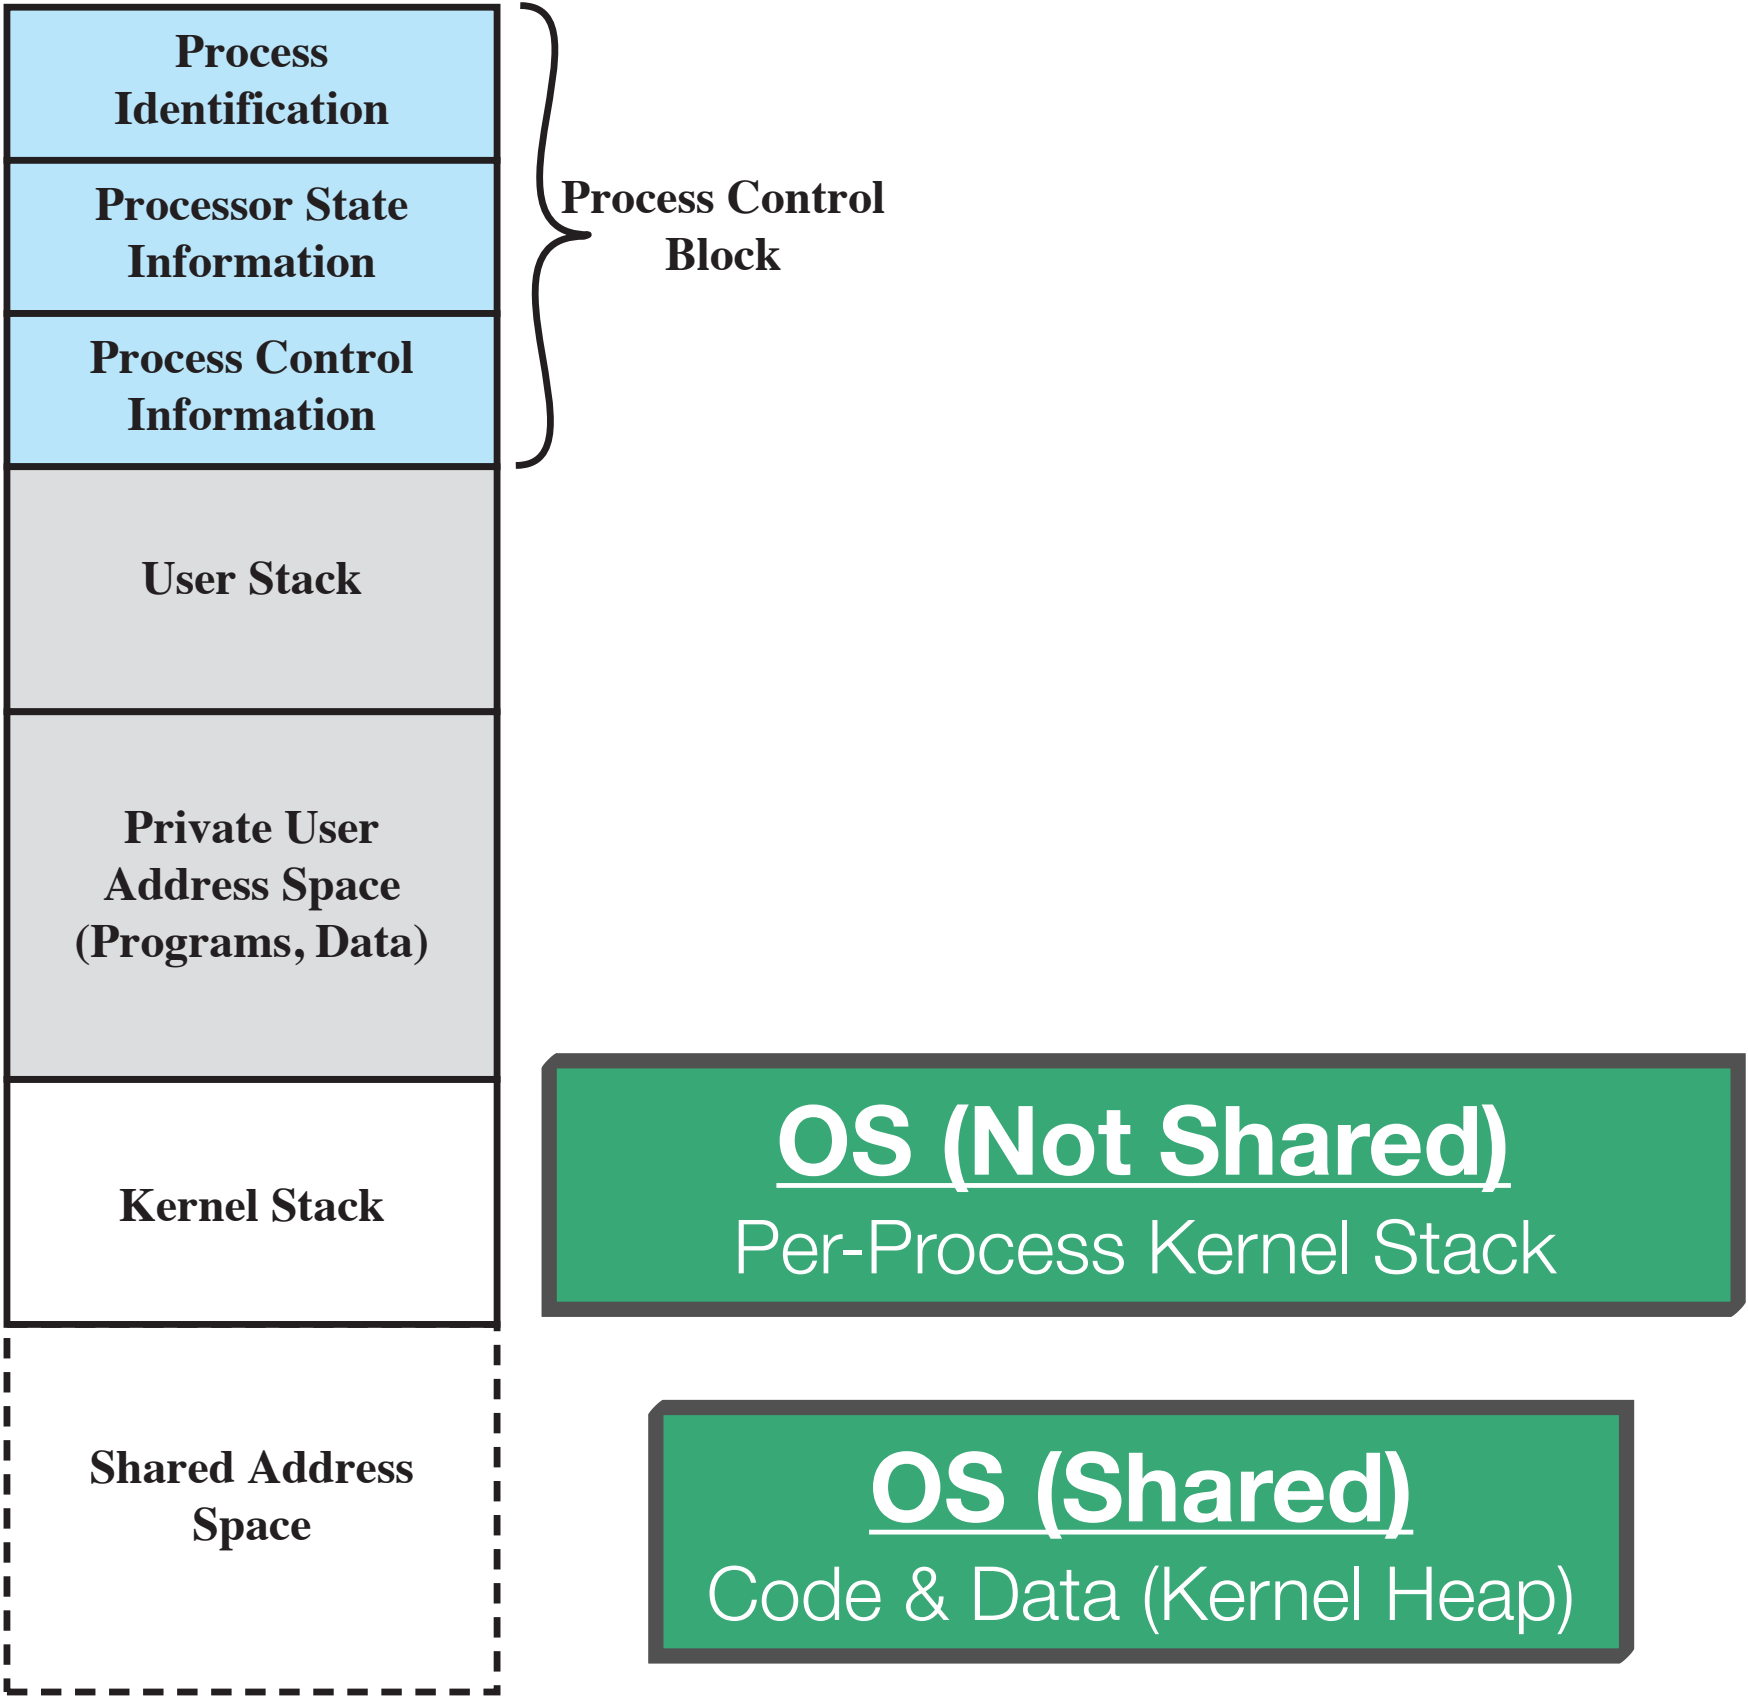 Process
Identification
Processor State
Information
Process Control
Information
Process Control
Block
User Stack
Private User
Address Space
(Programs, Data)
Kernel Stack
OS (Not Shared)
Per-Process Kernel Stack
Shared Address
Space
OS (Shared)
Code & Data (Kernel Heap)